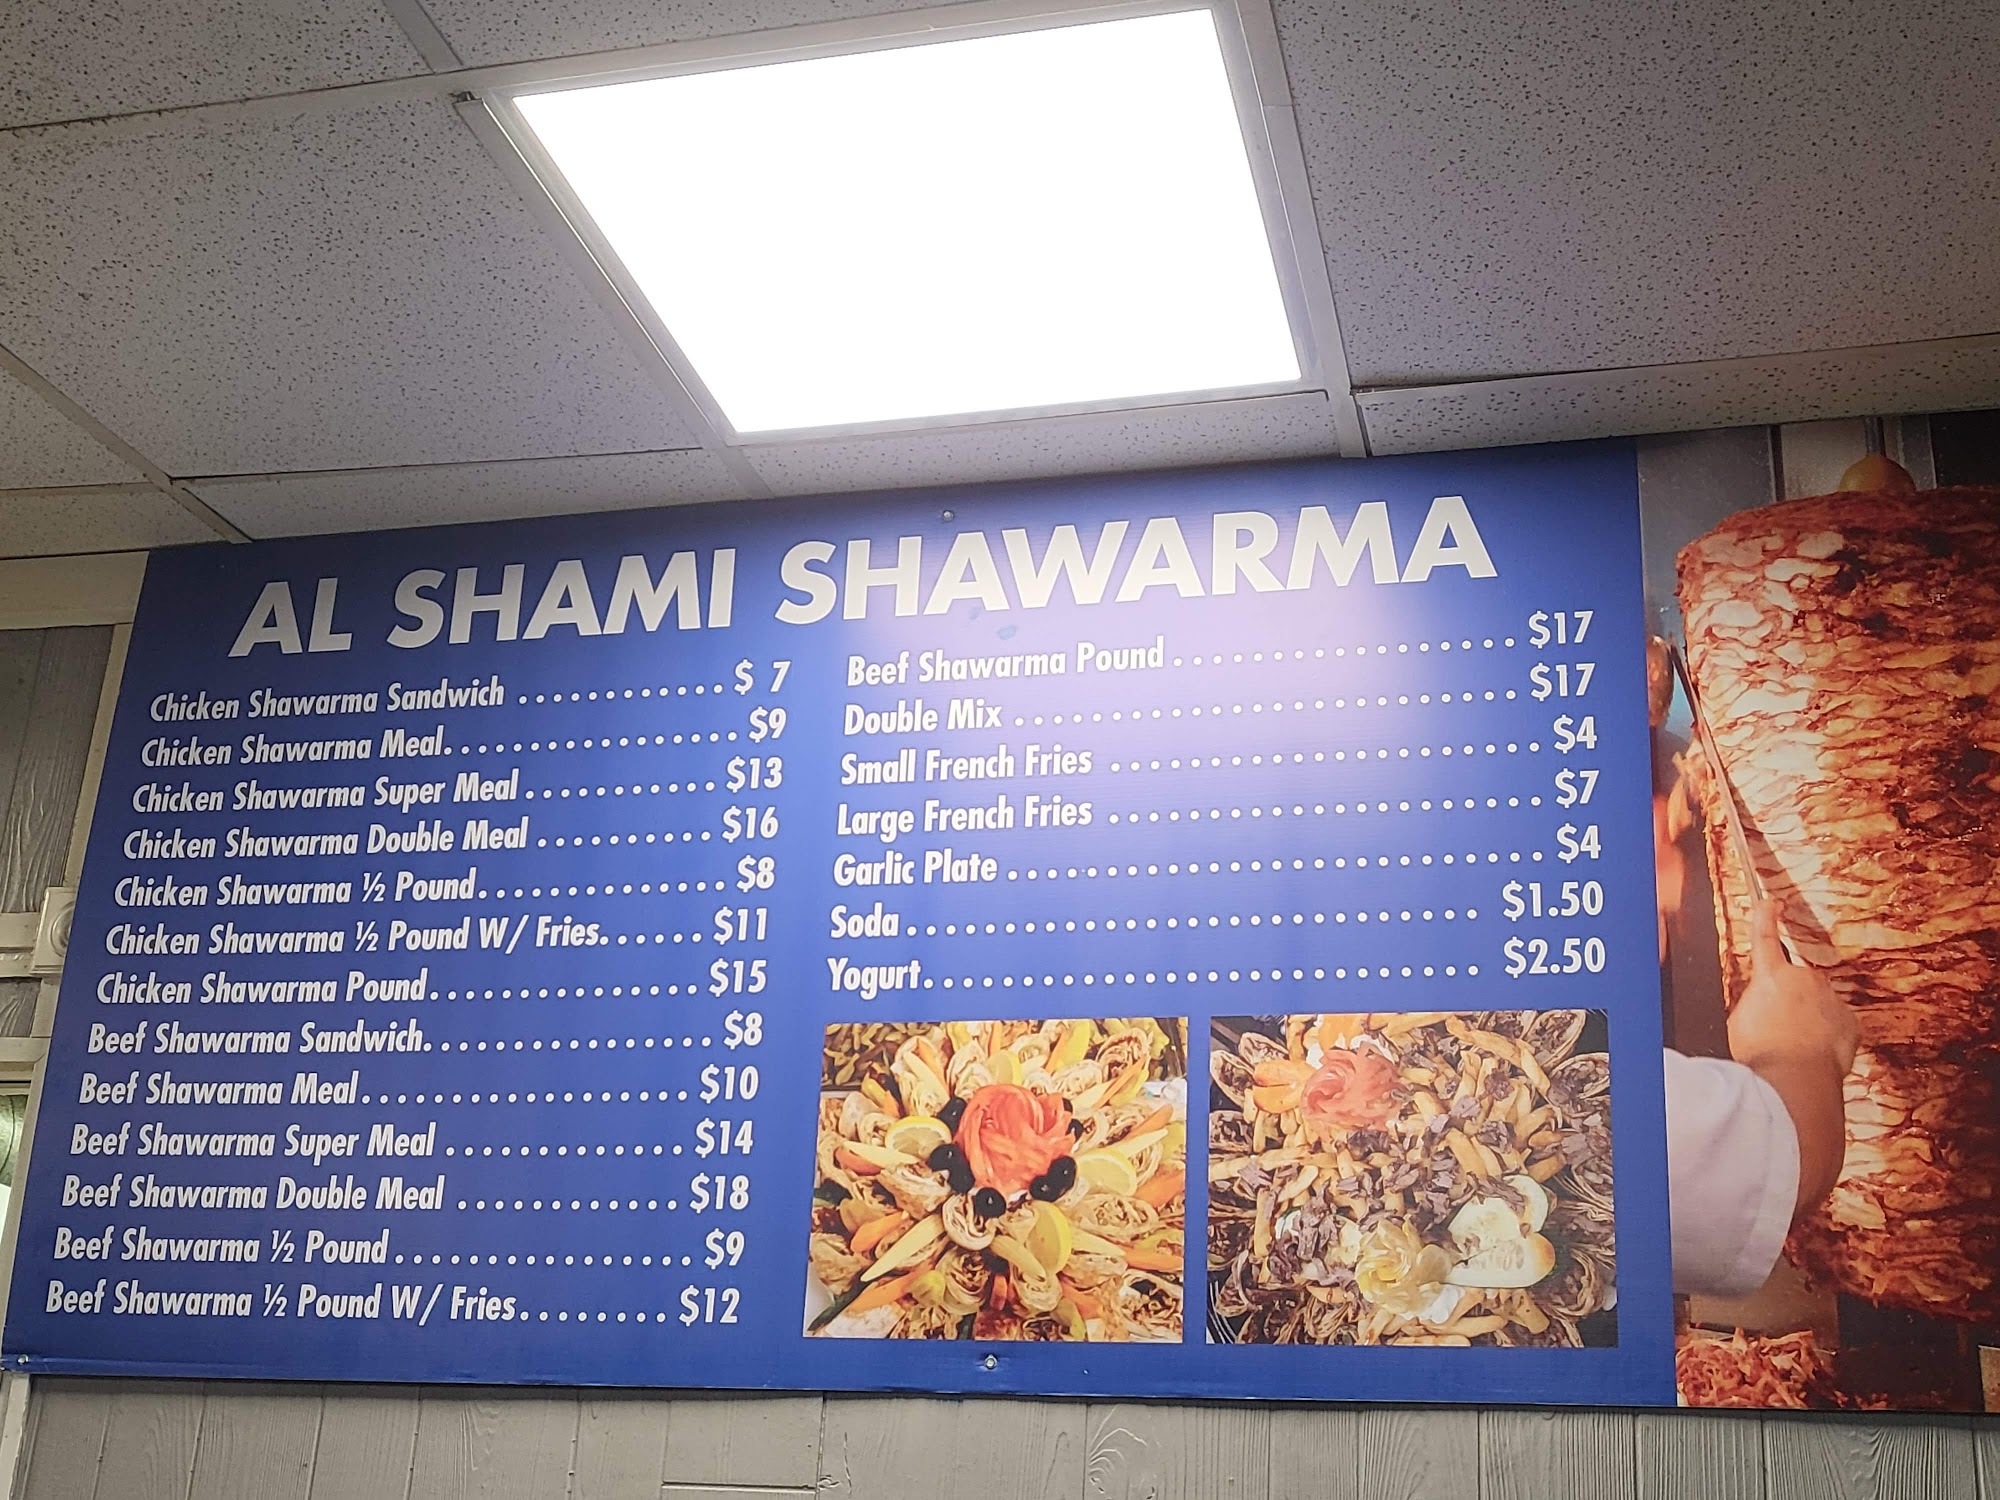 AL SHAMI SHAWARMA
Chicken Shawarma Sandwich ............ $ 7
Chicken Shawarma Meal................. $9
Chicken Shawarma Super Meal .......... $13
Chicken Shawarma Double Meal ......... $16
Chicken Shawarma ½ Pound............. $8
Chicken Shawarma ½ Pound W/ Fries...... $11
Chicken Shawarma Pound.............. $15
Beef Shawarma Sandwich............... $8
Beef Shawarma Meal ................. $10
Beef Shawarma Super Meal ............ $14
Beef Shawarma Double Meal ........... $18
Beef Shawarma ½ Pound ............... $9
Beef Shawarma ½ Pound W/ Fries........ $12
Beef Shawarma Pound ................. $17
Double Mix ......................... $17
Small French Fries ..................... $4
Large French Fries ..................... $7
Garlic Plate .......................... $4
Soda ............................ $1.50
Yogurt........................... $2.50